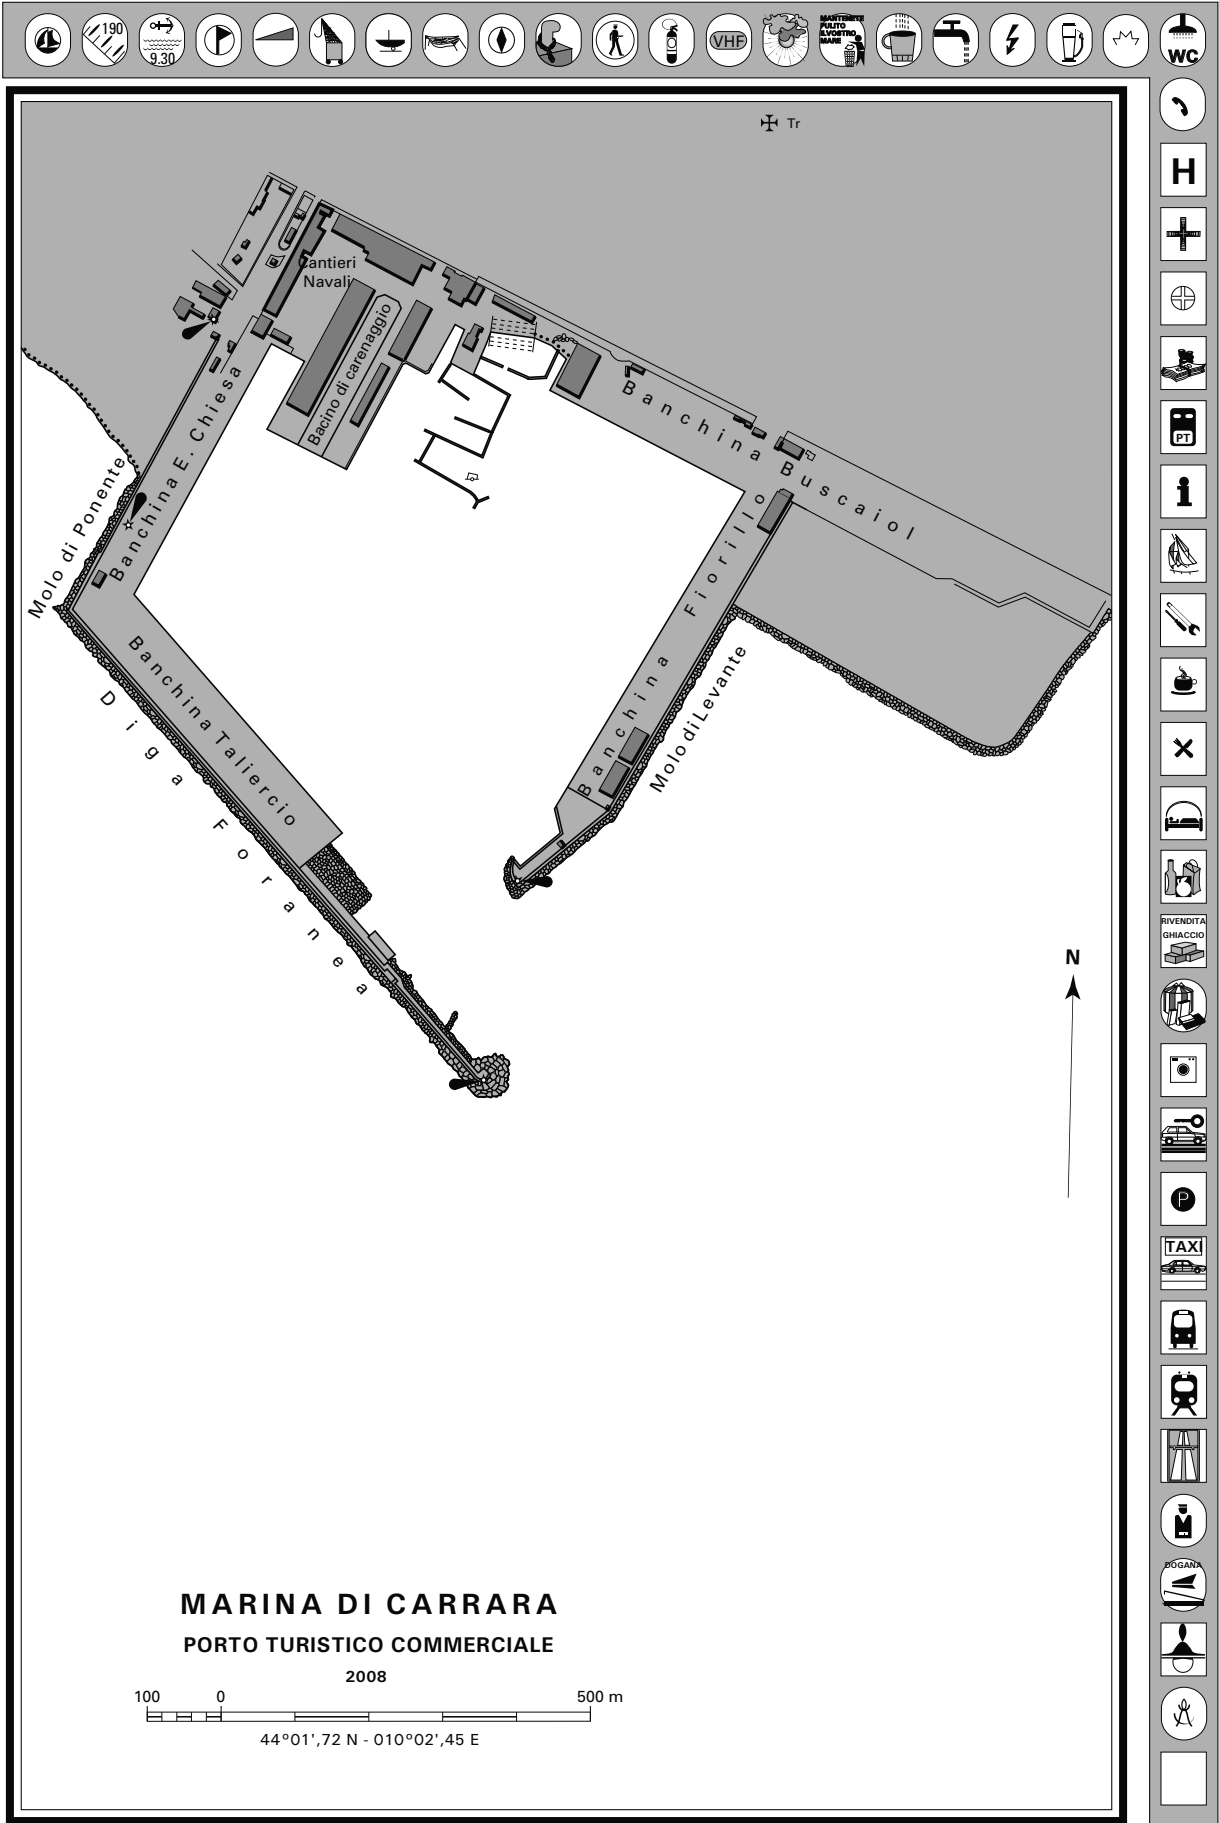 190
9.30
VHF
MANTENETE
PULITO
IL VOSTRO
MARE
WC
H
PT
i
RIVENDITA
GHIACCIO
P
TAXI
DOGANA
Tr
Cantieri
Navali
Bacino di carenaggio
Banchina E. Chiesa
Molo di Ponente
Banchina Buscaiol
Banchina Fiorillo
Molo di Levante
Banchina Taliercio
Diga Foranea
N
MARINA DI CARRARA
PORTO TURISTICO COMMERCIALE
2008
100 0 500 m
44°01',72 N - 010°02',45 E